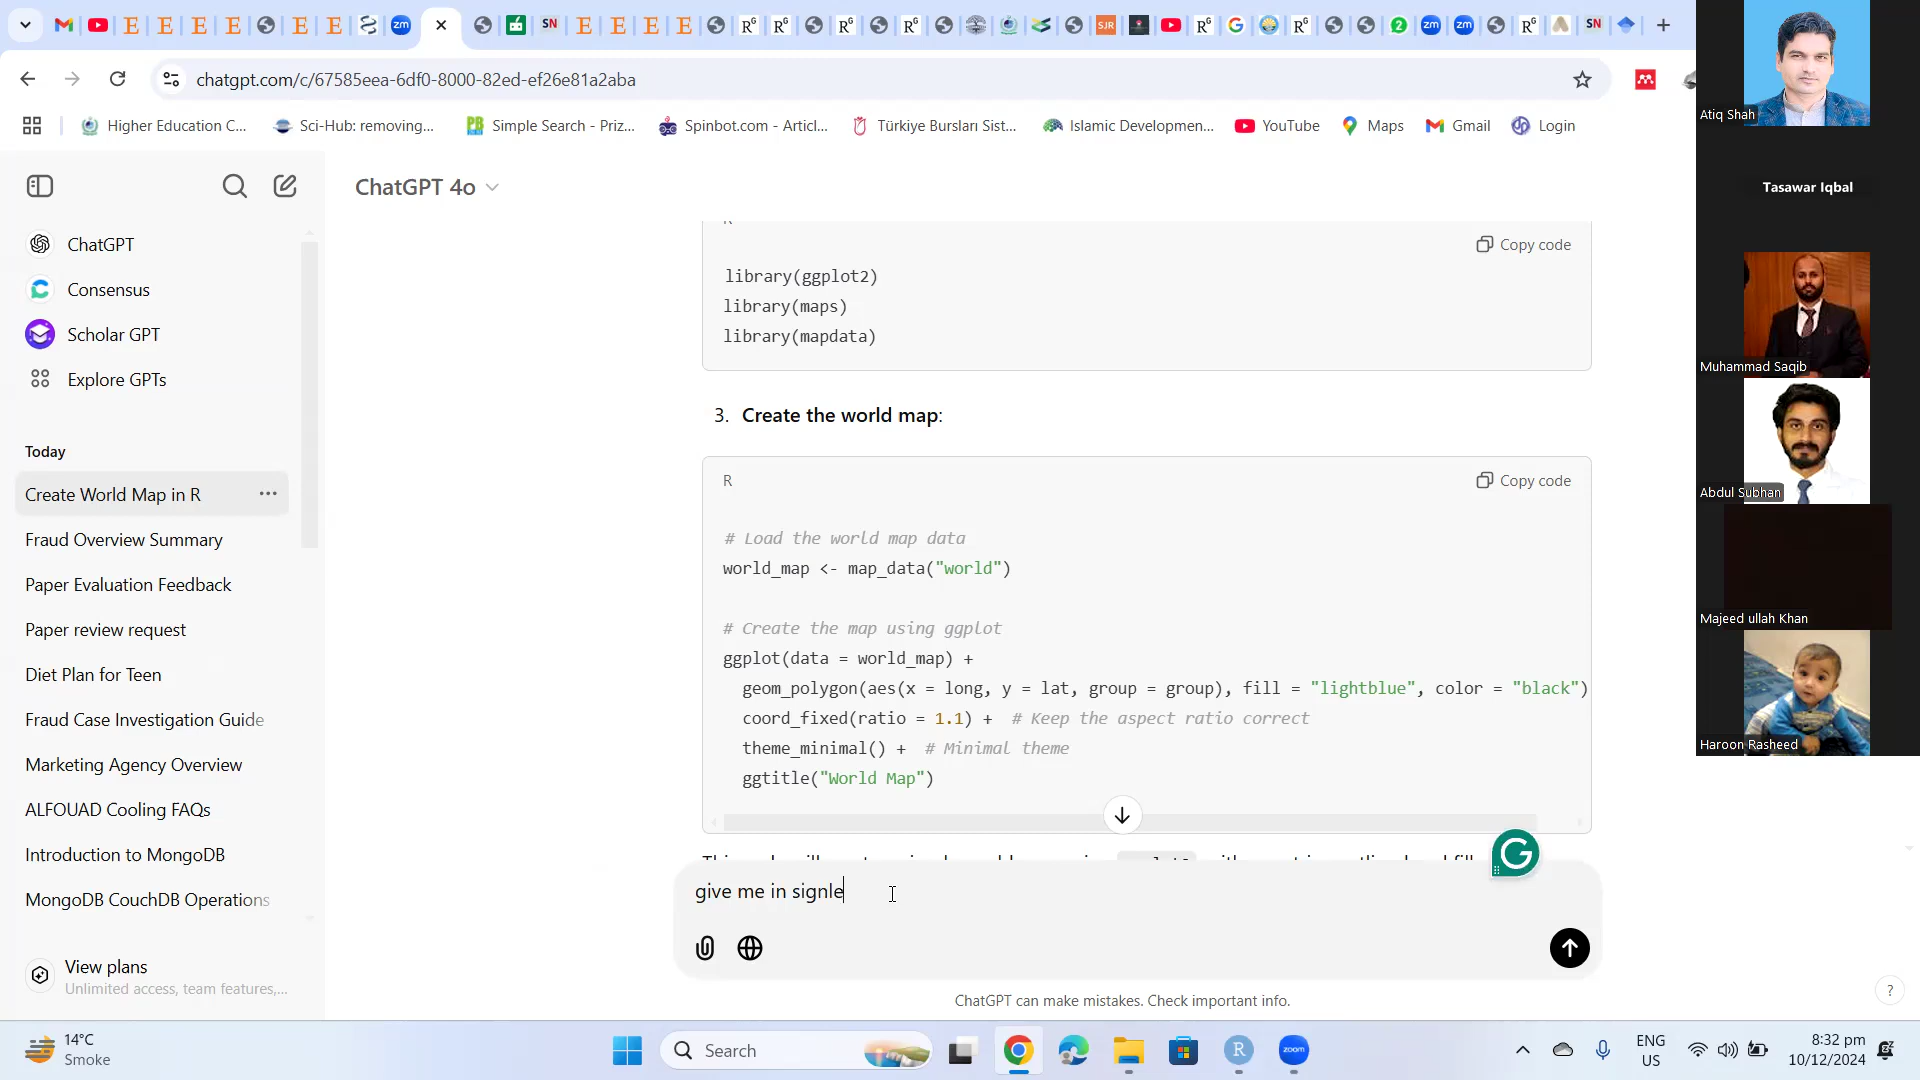 chatgpt.com/c/67585eea-6df0-8000-82ed-ef26e81a2aba
Higher Education C...
Sci-Hub: removing...
Simple Search - Priz...
Spinbot.com - Articl...
Türkiye Bursları Sist...
Islamic Developmen...
YouTube
Maps
Gmail
Login
ChatGPT
Consensus
Scholar GPT
Explore GPTs
Today
Create World Map in R
Fraud Overview Summary
Paper Evaluation Feedback
Paper review request
Diet Plan for Teen
Fraud Case Investigation Guide
Marketing Agency Overview
ALFOUAD Cooling FAQs
Introduction to MongoDB
MongoDB CouchDB Operations
View plans
Unlimited access, team features,...
ChatGPT 4o
Copy code
library(ggplot2)
library(maps)
library(mapdata)
3. Create the world map:
R
Copy code
# Load the world map data
world_map <- map_data("world")
# Create the map using ggplot
ggplot(data = world_map) +
geom_polygon(aes(x = long, y = lat, group = group), fill = "lightblue", color = "black")
coord_fixed(ratio = 1.1) + # Keep the aspect ratio correct
theme_minimal() + # Minimal theme
ggtitle("World Map")
give me in signle
ChatGPT can make mistakes. Check important info.
?
Atiq Shah
Tasawar Iqbal
Muhammad Saqib
Abdul Subhan
Majeed ullah Khan
Haroon Rasheed
14°C
Smoke
Search
zoom
ENG
US
8:32 pm
10/12/2024